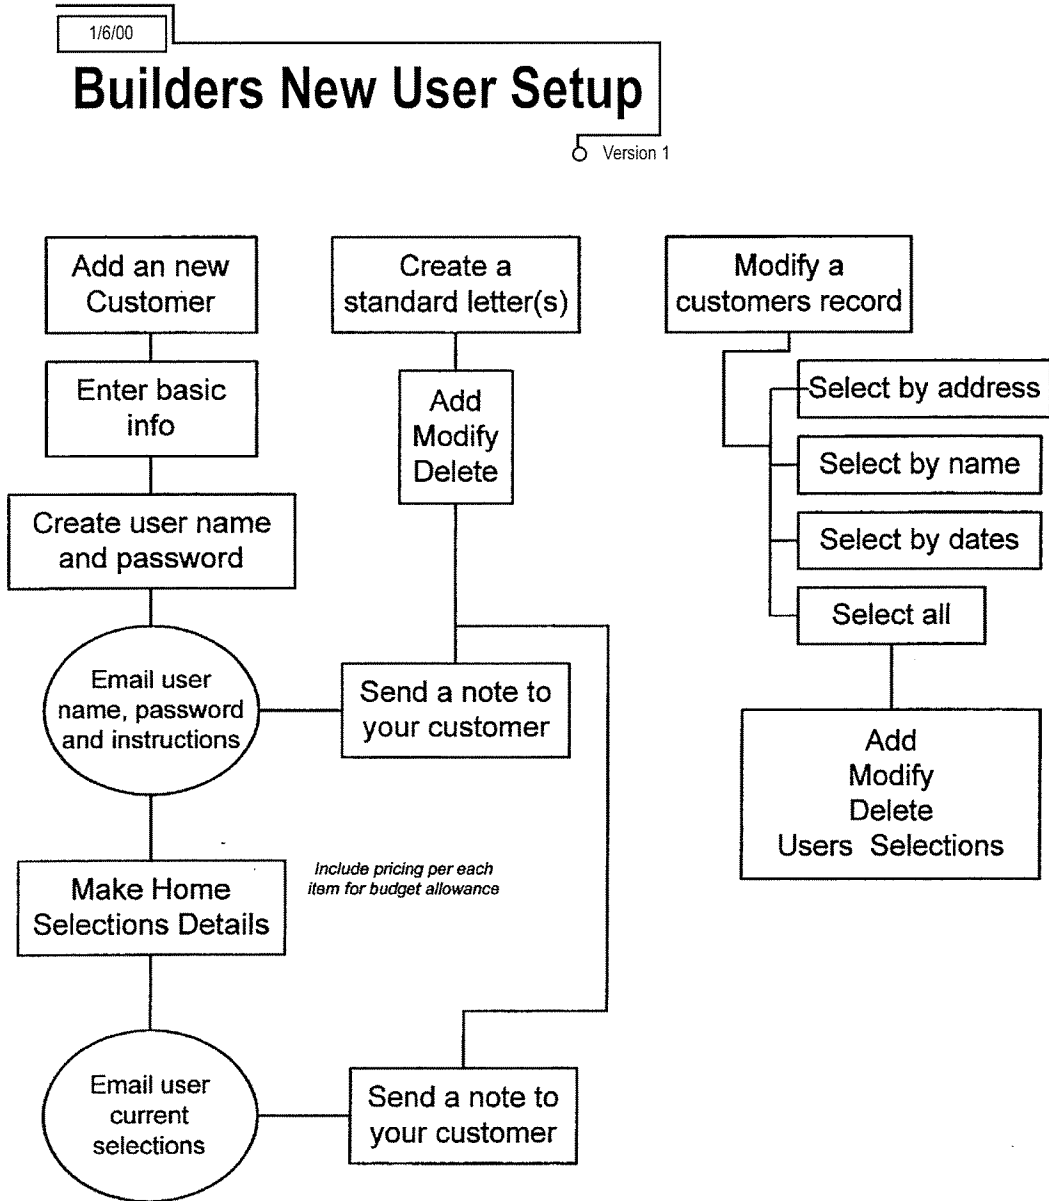 1/6/00
Builders New User Setup
Version 1
Add an new
Customer
Enter basic
info
Create user name
and password
Email user
name, password
and instructions
Make Home
Selections Details
Include pricing per each
item for budget allowance
Email user
current
selections
Create a
standard letter(s)
Add
Modify
Delete
Send a note to
your customer
Send a note to
your customer
Modify a
customers record
Select by address
Select by name
Select by dates
Select all
Add
Modify
Delete
Users Selections